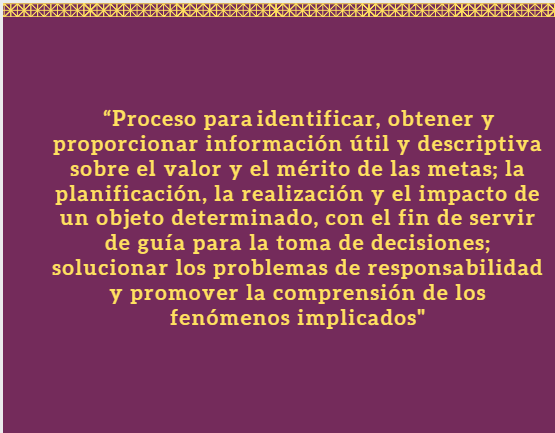 “Proceso para identificar, obtener y
proporcionar información útil y descriptiva
sobre el valor y el mérito de las metas; la
planificación, la realización y el impacto de
un objeto determinado, con el fin de servir
de guía para la toma de decisiones;
solucionar los problemas de responsabilidad
y promover la comprensión de los
fenómenos implicados"